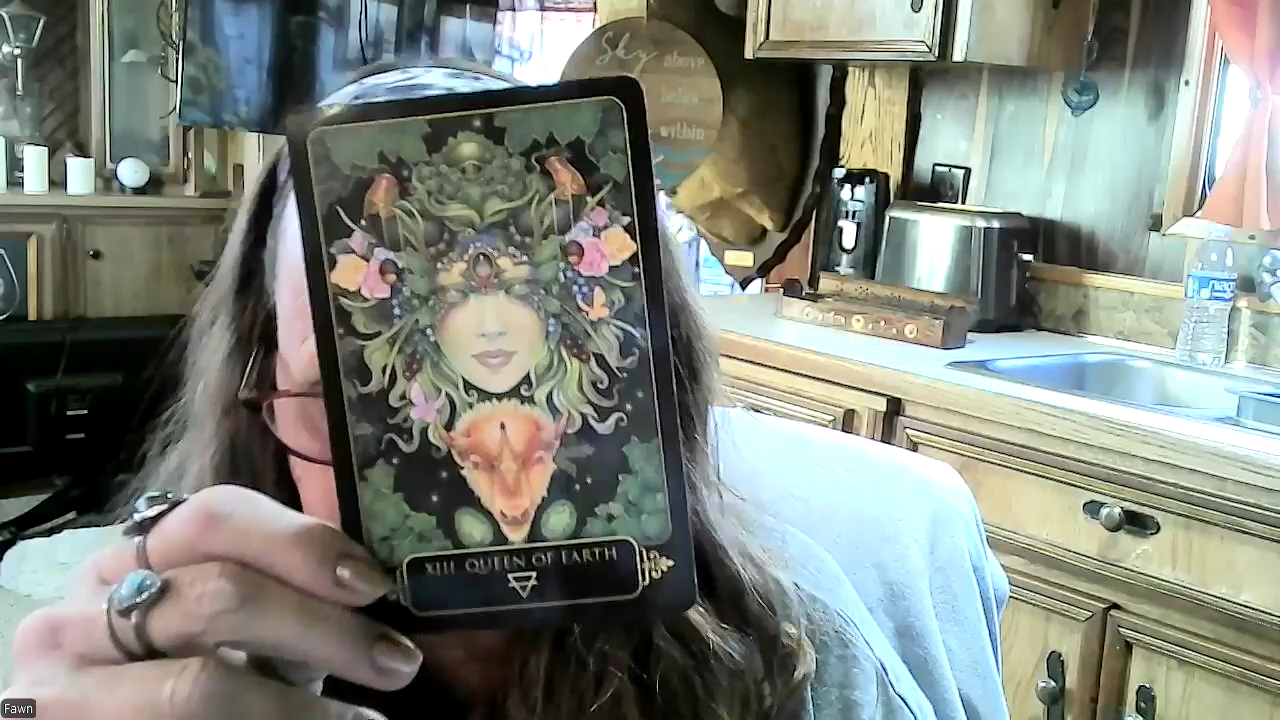 Sky above
below
within
XIII QUEEN OF EARTH
Fawn